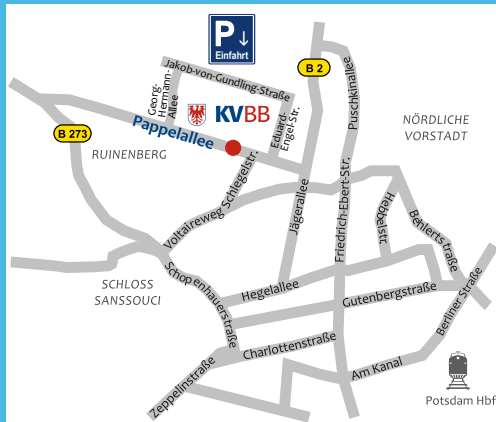 P
Einfahrt
Jakob-von-Gundling-Straße
B 2
Puschkinallee
Georg-
Hermann-
Allee
KVBB
Eduard-
Engel-Str.
NÖRDLICHE
VORSTADT
B 273
Pappelallee
RUINENBERG
Schlegelstr.
Voltaireweg
Jägerallee
Friedrich-Ebert-Str.
Hebbelstr.
Behlertstraße
SCHLOSS
SANSSOUCI
Schopenhauerstraße
Hegelallee
Gutenbergstraße
Berliner Straße
Charlottenstraße
Am Kanal
Zeppelinstraße
Potsdam Hbf